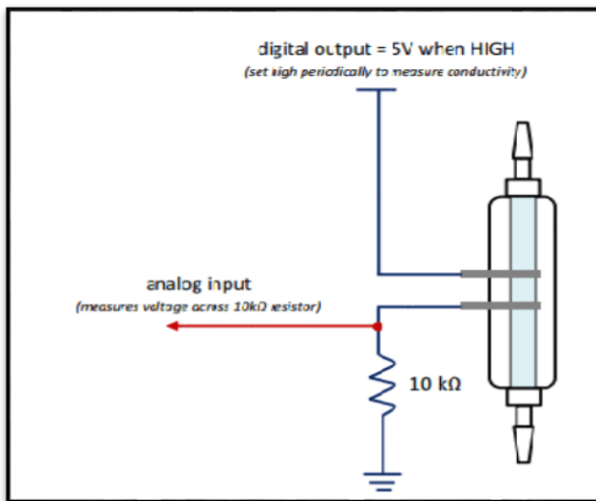 digital output = 5V when HIGH
(set high periodically to measure conductivity)
analog input
(measures voltage across 10kΩ resistor)
10 kΩ